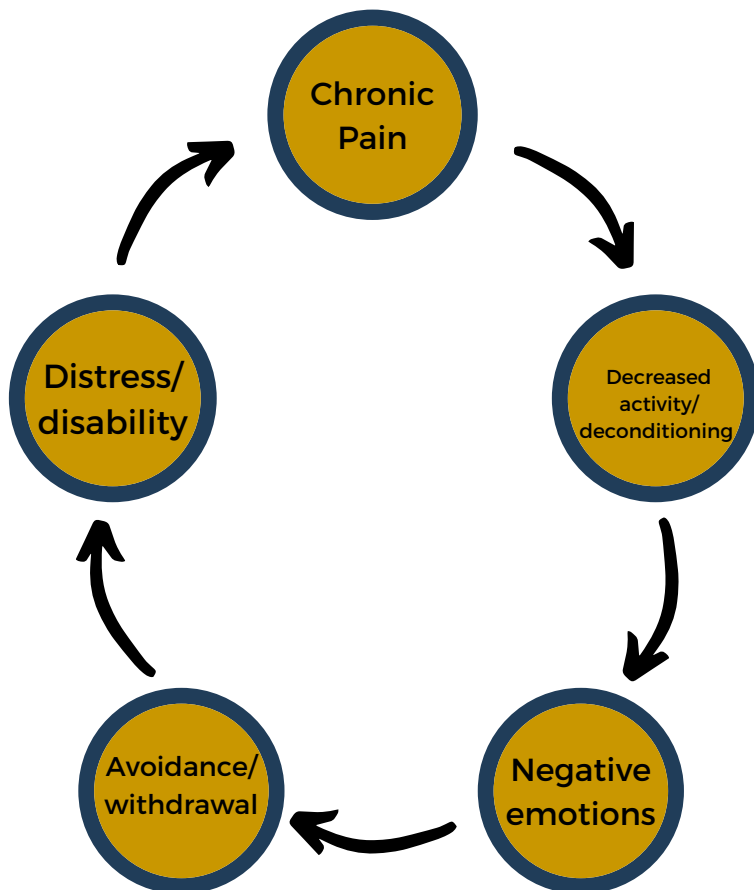 Chronic
Pain
Decreased
activity/
deconditioning
Negative
emotions
Avoidance/
withdrawal
Distress/
disability